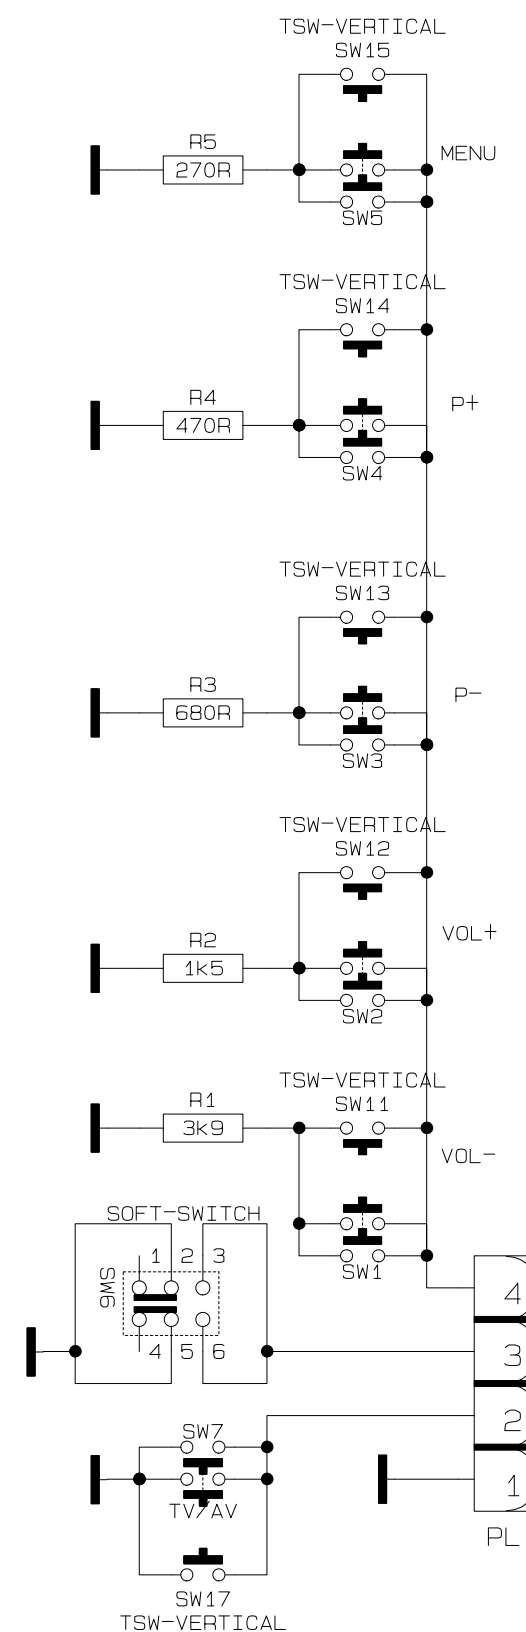 TSW-VERTICAL
SW15
R5
270R
MENU
SW5
TSW-VERTICAL
SW14
R4
470R
P+
SW4
TSW-VERTICAL
SW13
R3
680R
P-
SW3
TSW-VERTICAL
SW12
R2
1k5
VOL+
SW2
TSW-VERTICAL
SW11
R1
3k9
VOL-
SOFT-SWITCH
1 2 3
SW6
SW1
4
4 5 6
3
2
SW7
1
TV/AV
PL
SW17
TSW-VERTICAL